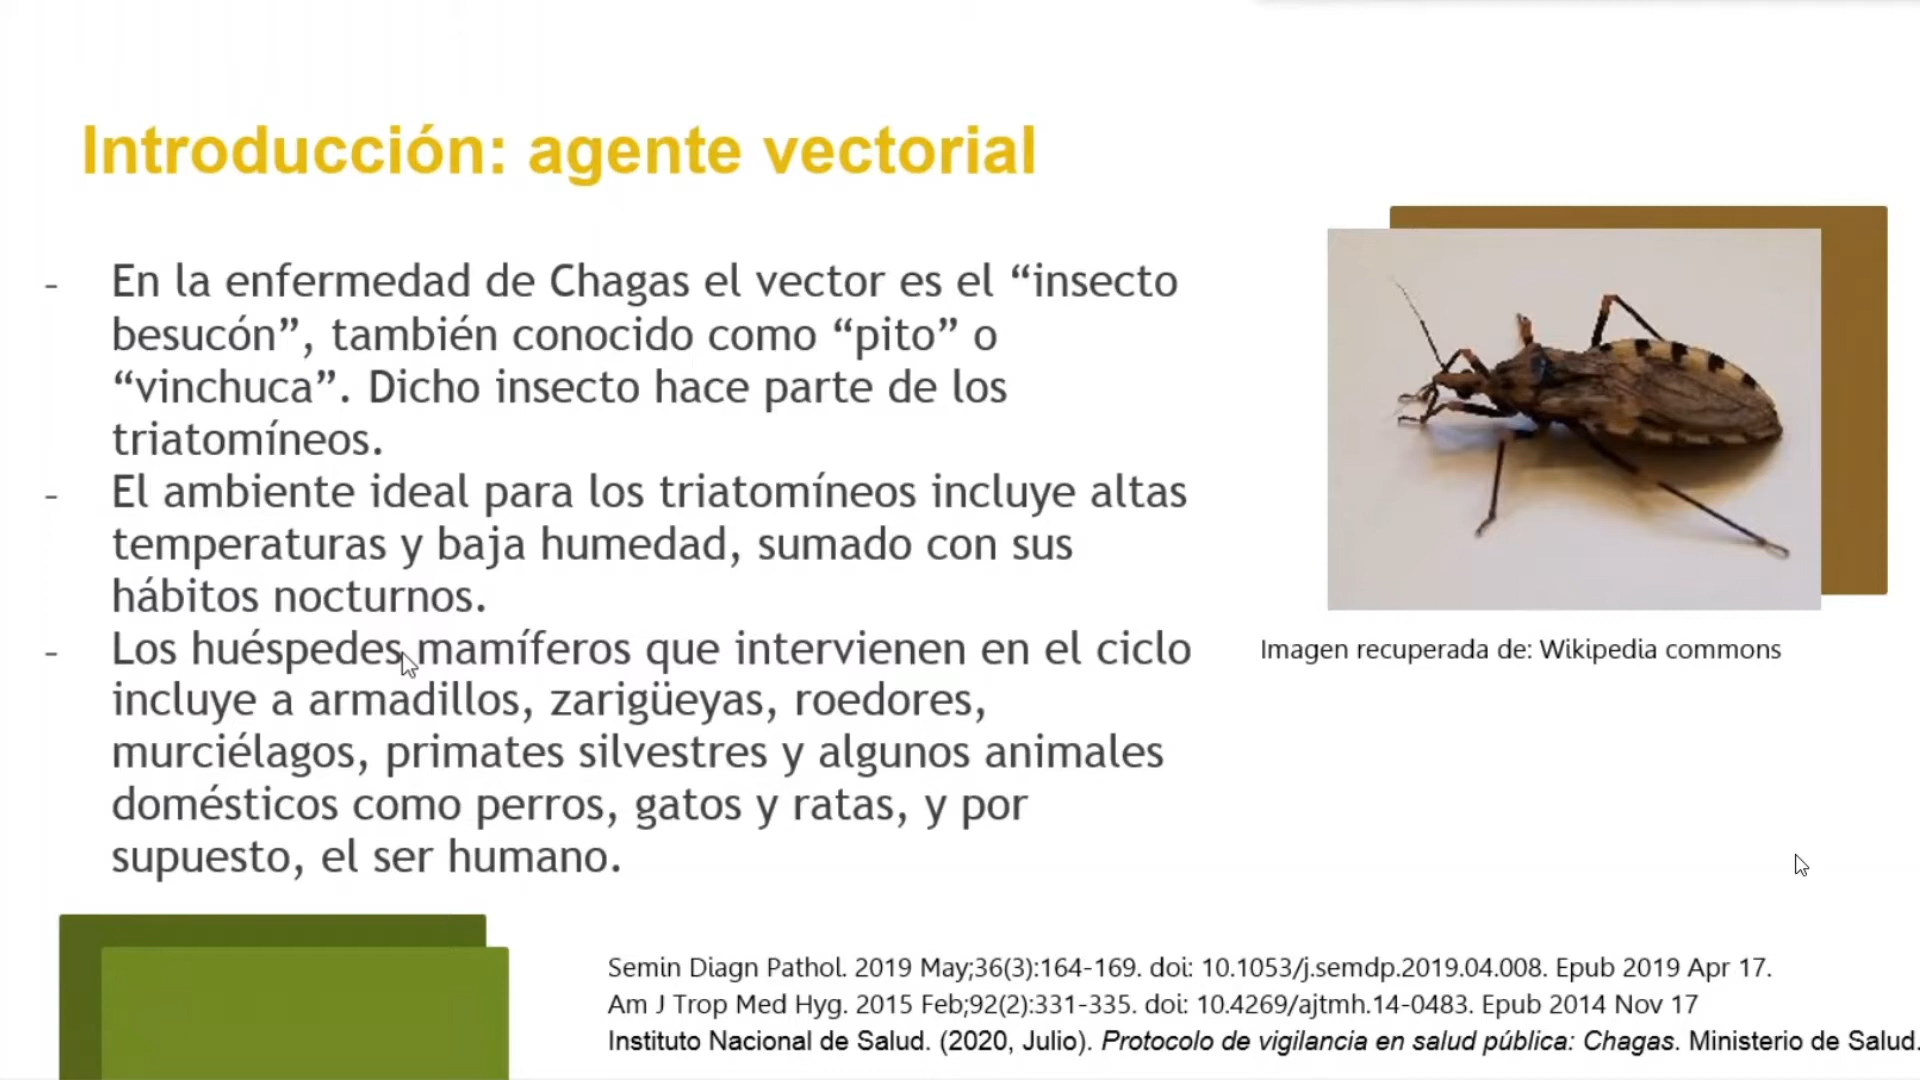 Introducción: agente vectorial
- En la enfermedad de Chagas el vector es el “insecto
besucón”, también conocido como “pito” o
“vinchuca”. Dicho insecto hace parte de los
triatomíneos.
- El ambiente ideal para los triatomíneos incluye altas
temperaturas y baja humedad, sumado con sus
hábitos nocturnos.
- Los huéspedes mamíferos que intervienen en el ciclo
incluye a armadillos, zarigüeyas, roedores,
murciélagos, primates silvestres y algunos animales
domésticos como perros, gatos y ratas, y por
supuesto, el ser humano.
Imagen recuperada de: Wikipedia commons
Semin Diagn Pathol. 2019 May;36(3):164-169. doi: 10.1053/j.semdp.2019.04.008. Epub 2019 Apr 17.
Am J Trop Med Hyg. 2015 Feb;92(2):331-335. doi: 10.4269/ajtmh.14-0483. Epub 2014 Nov 17
Instituto Nacional de Salud. (2020, Julio). Protocolo de vigilancia en salud pública: Chagas. Ministerio de Salud.